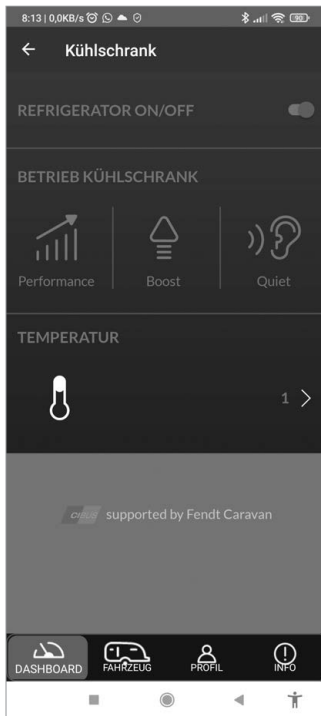 8:13 | 0,0KB/s
90
Kühlschrank
REFRIGERATOR ON/OFF
BETRIEB KÜHLSCHRANK
Performance Boost Quiet
TEMPERATUR
1
supported by Fendt Caravan
DASHBOARD FAHRZEUG PROFIL INFO